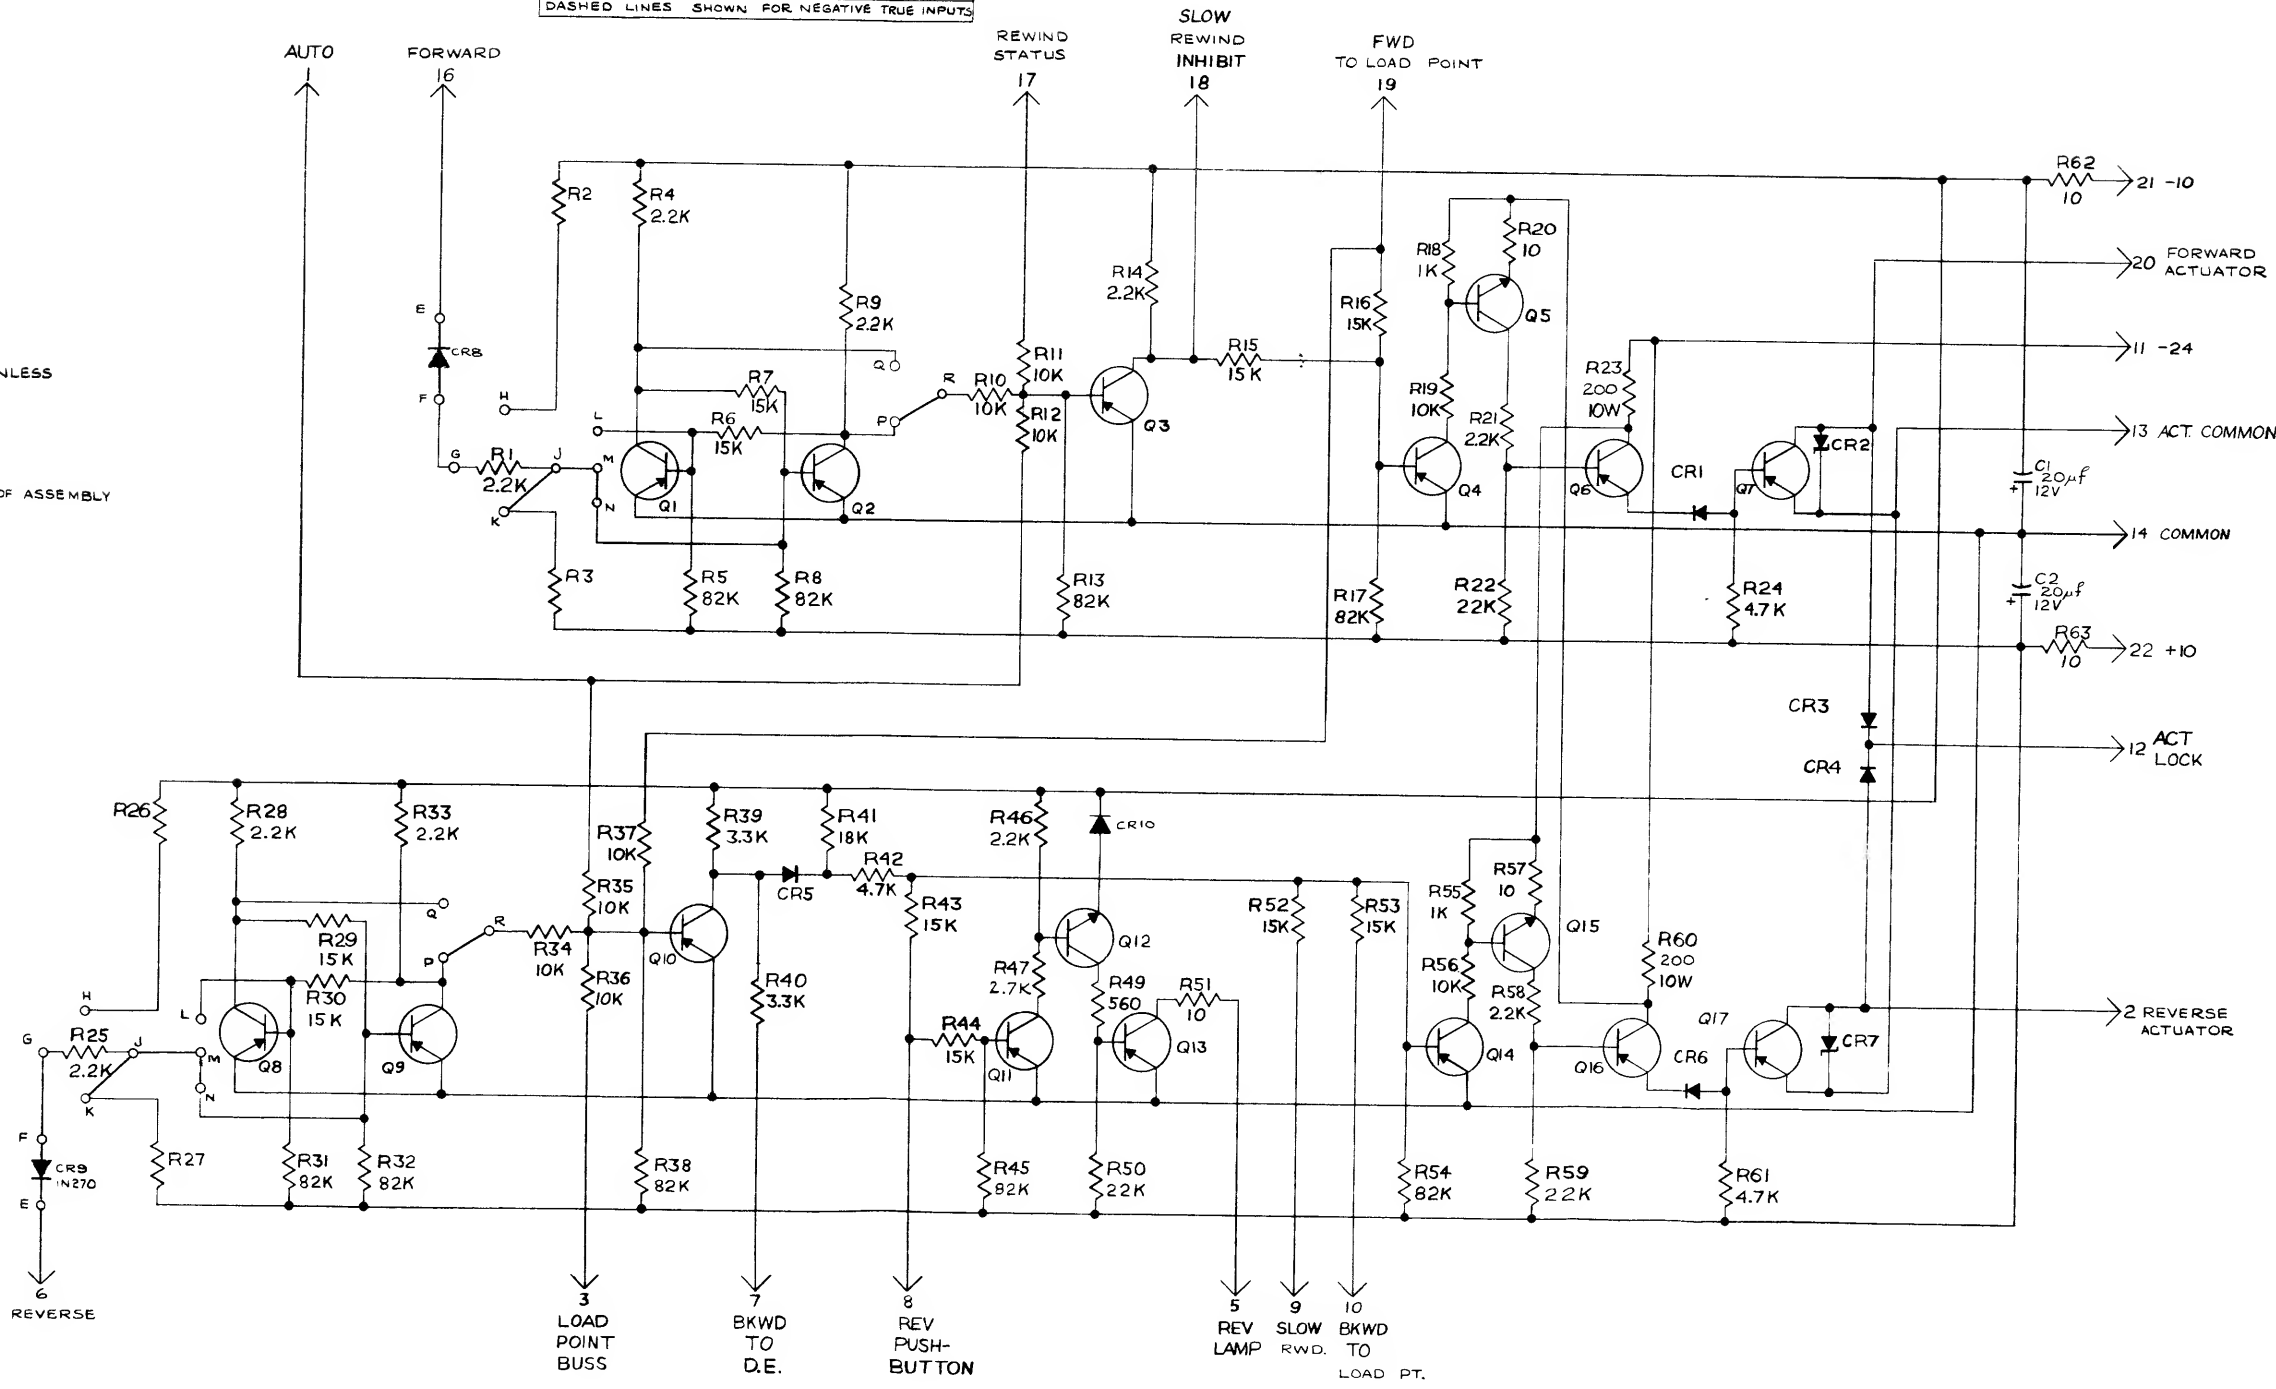 DASHED LINES SHOWN FOR NEGATIVE TRUE INPUTS
AUTO
1
FORWARD
16
REWIND
STATUS
17
SLOW
REWIND
INHIBIT
18
FWD
TO LOAD POINT
19
NLESS
OF ASSEMBLY
R2
R4
2.2K
R9
2.2K
R14
2.2K
R16
15K
R18
1K
R20
10
Q5
R62
10
21 -10
20 FORWARD
ACTUATOR
11 -24
13 ACT. COMMON
14 COMMON
22 +10
E
CR8
F
H
G
R1
2.2K
J
K
L
M
N
R3
R7
15K
R6
15K
Q1
Q2
Q
P
R
R10
10K
R11
10K
R12
10K
Q3
R15
15K
R5
82K
R8
82K
R13
82K
R17
82K
R19
10K
Q4
R21
2.2K
R22
22K
R23
200
10W
Q6
CR1
Q7
CR2
R24
4.7K
C1
20µf
12V
+
C2
20µf
12V
+
R63
10
CR3
CR4
12 ACT
LOCK
R26
R28
2.2K
R33
2.2K
R37
10K
R39
3.3K
R41
18K
R46
2.2K
CR10
R35
10K
CR5
R42
4.7K
R43
15K
R52
15K
R53
15K
R55
1K
R57
10
Q15
R60
200
10W
Q
R29
15K
R30
15K
P
R
R34
10K
R36
10K
Q10
R40
3.3K
Q12
R47
2.7K
R49
560
R51
10
R56
10K
R58
2.2K
H
G
R25
2.2K
J
K
L
M
N
Q8
Q9
R44
15K
Q11
Q13
Q14
Q16
CR6
Q17
CR7
2 REVERSE
ACTUATOR
F
CR9
1N270
E
R27
R31
82K
R32
82K
R38
82K
R45
82K
R50
22K
R54
82K
R59
22K
R61
4.7K
6
REVERSE
3
LOAD
POINT
BUSS
7
BKWD
TO
D.E.
8
REV
PUSH-
BUTTON
5
REV
LAMP
9
SLOW
RWD.
10
BKWD
TO
LOAD PT.